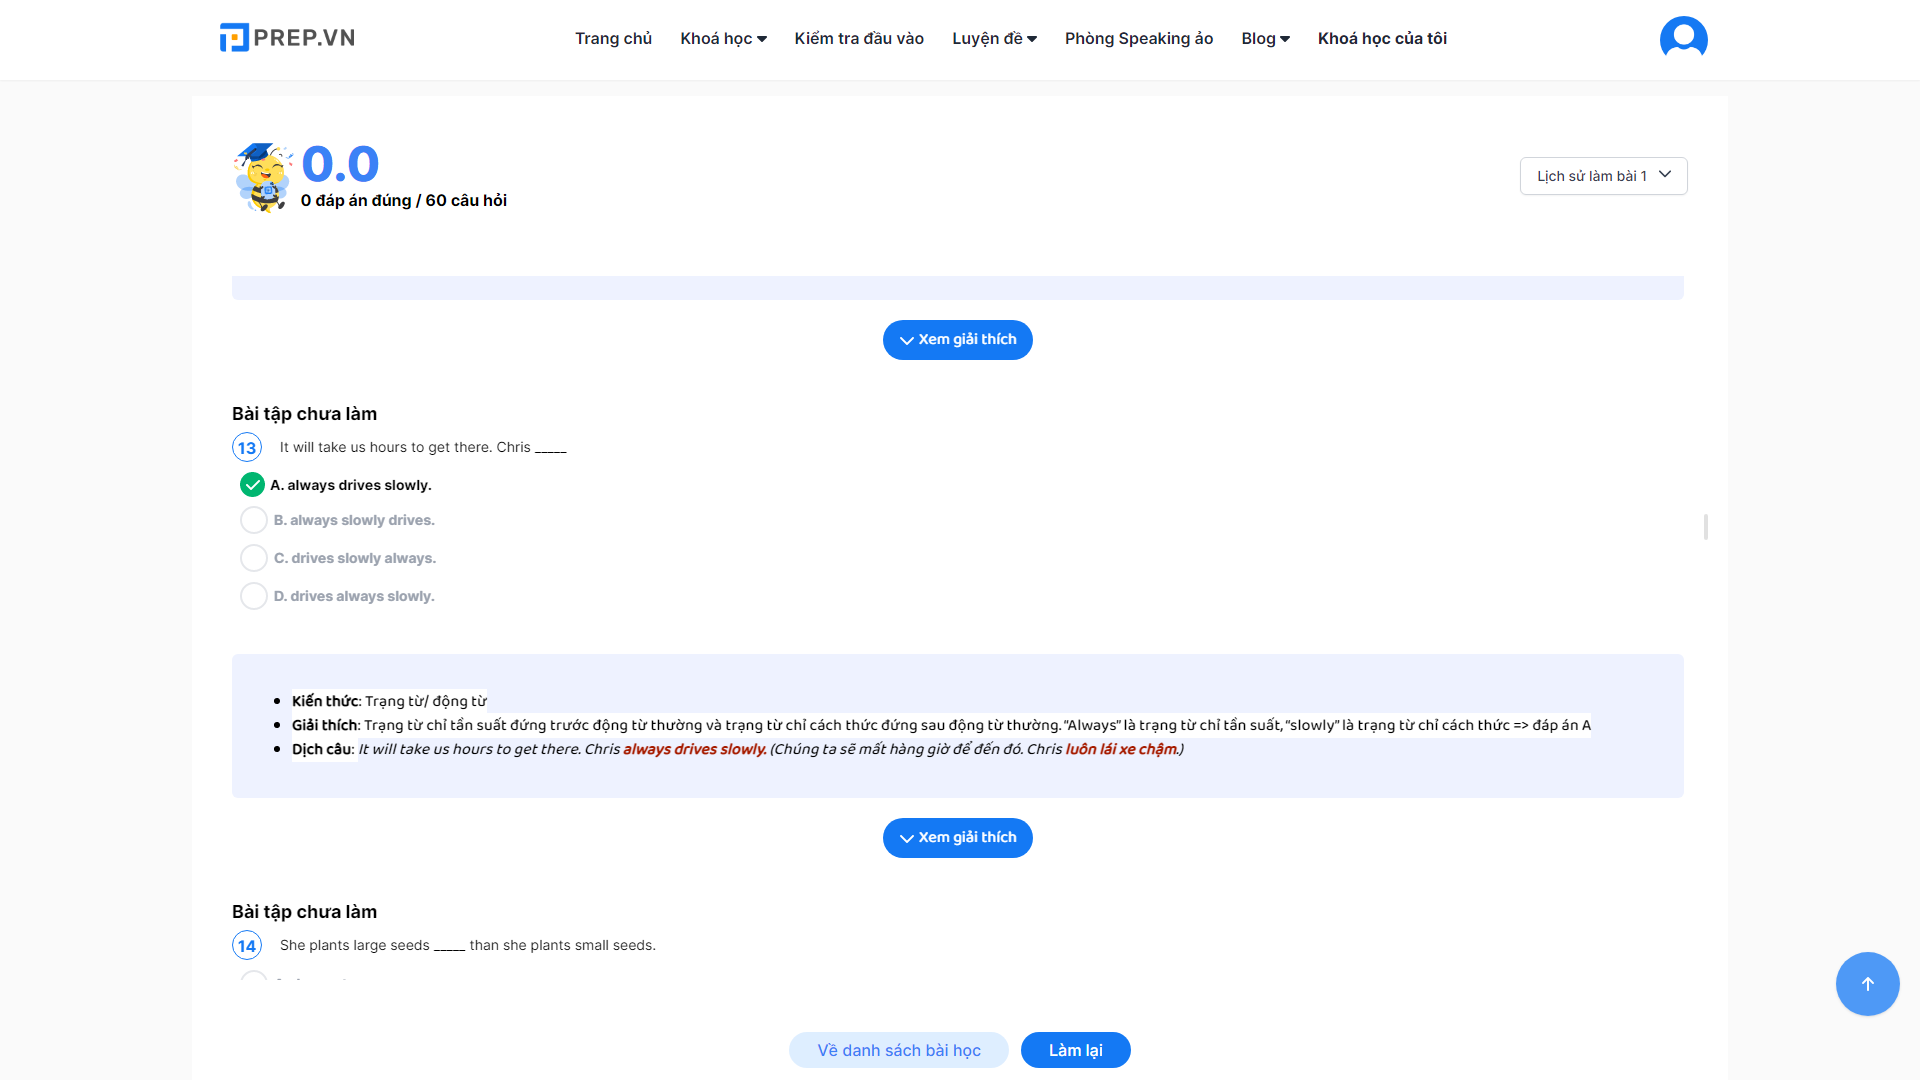 PREP.VN
Trang chủ Khoá học Kiểm tra đầu vào Luyện đề Phòng Speaking ảo Blog Khoá học của tôi
0.0
0 đáp án đúng / 60 câu hỏi
Lịch sử làm bài 1
Xem giải thích
Bài tập chưa làm
13 It will take us hours to get there. Chris _____
A. always drives slowly.
B. always slowly drives.
C. drives slowly always.
D. drives always slowly.
Kiến thức: Trạng từ/ động từ
Giải thích: Trạng từ chỉ tần suất đứng trước động từ thường và trạng từ chỉ cách thức đứng sau động từ thường. “Always” là trạng từ chỉ tần suất, “slowly” là trạng từ chỉ cách thức => đáp án A
Dịch câu: It will take us hours to get there. Chris always drives slowly. (Chúng ta sẽ mất hàng giờ để đến đó. Chris luôn lái xe chậm.)
Xem giải thích
Bài tập chưa làm
14 She plants large seeds _____ than she plants small seeds.
Về danh sách bài học Làm lại